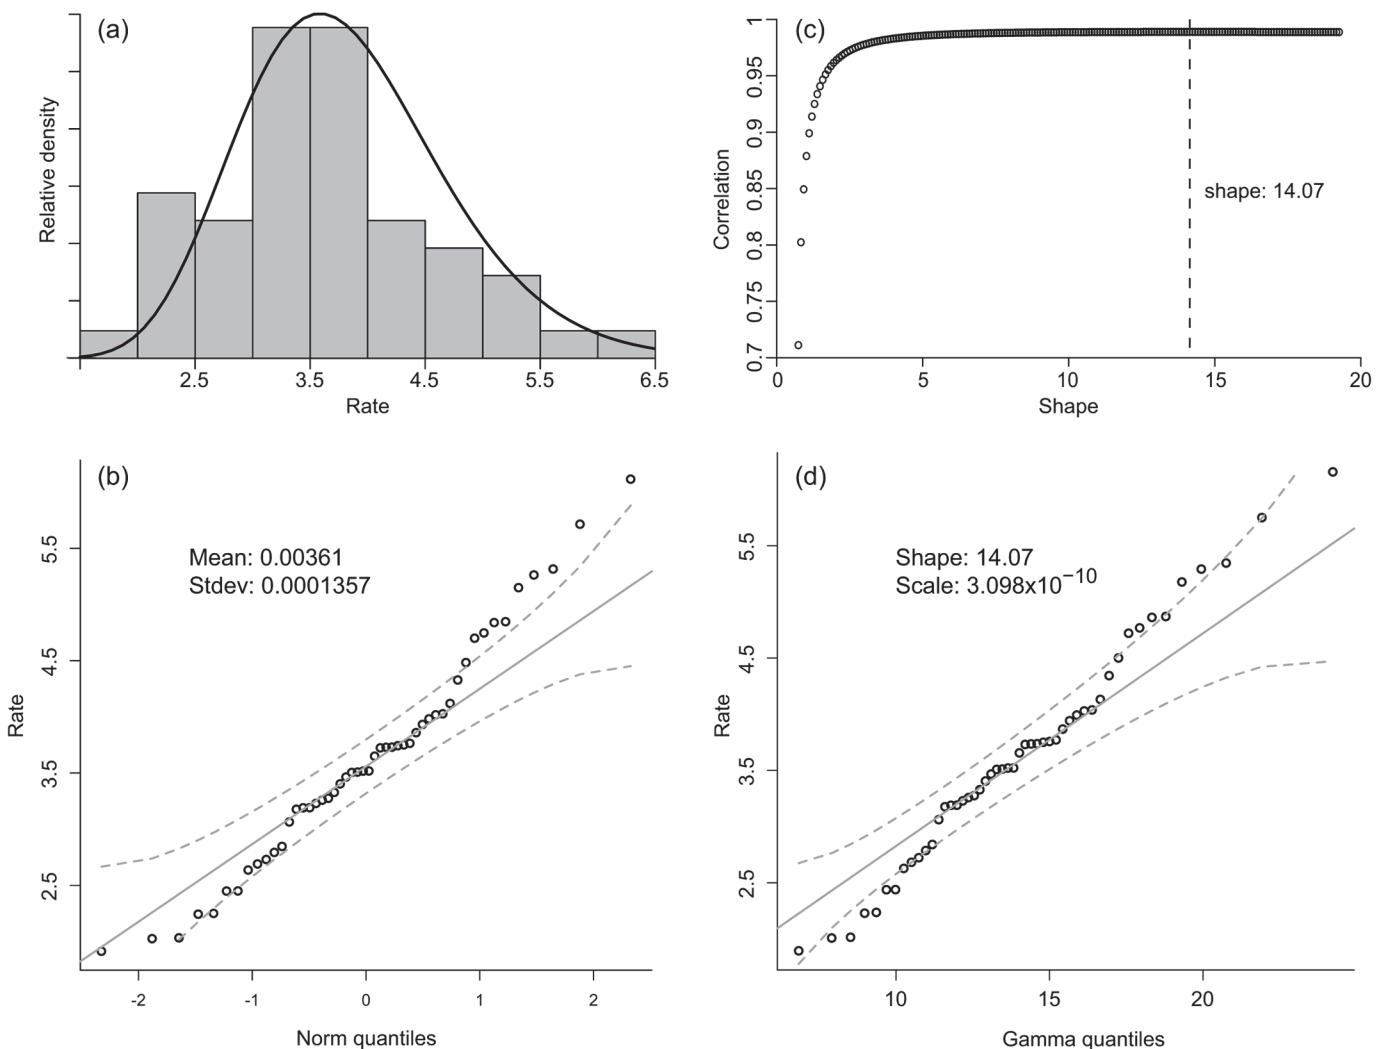 (a)
Relative density
2.5 3.5 4.5 5.5 6.5
Rate
(c)
Correlation
1
0.95
0.9
0.85
0.8
0.75
0.7
shape: 14.07
0 5 10 15 20
Shape
(b)
Rate
5.5
4.5
3.5
2.5
Mean: 0.00361
Stdev: 0.0001357
-2 -1 0 1 2
Norm quantiles
(d)
Rate
5.5
4.5
3.5
2.5
Shape: 14.07
Scale: 3.098x10⁻¹⁰
10 15 20
Gamma quantiles